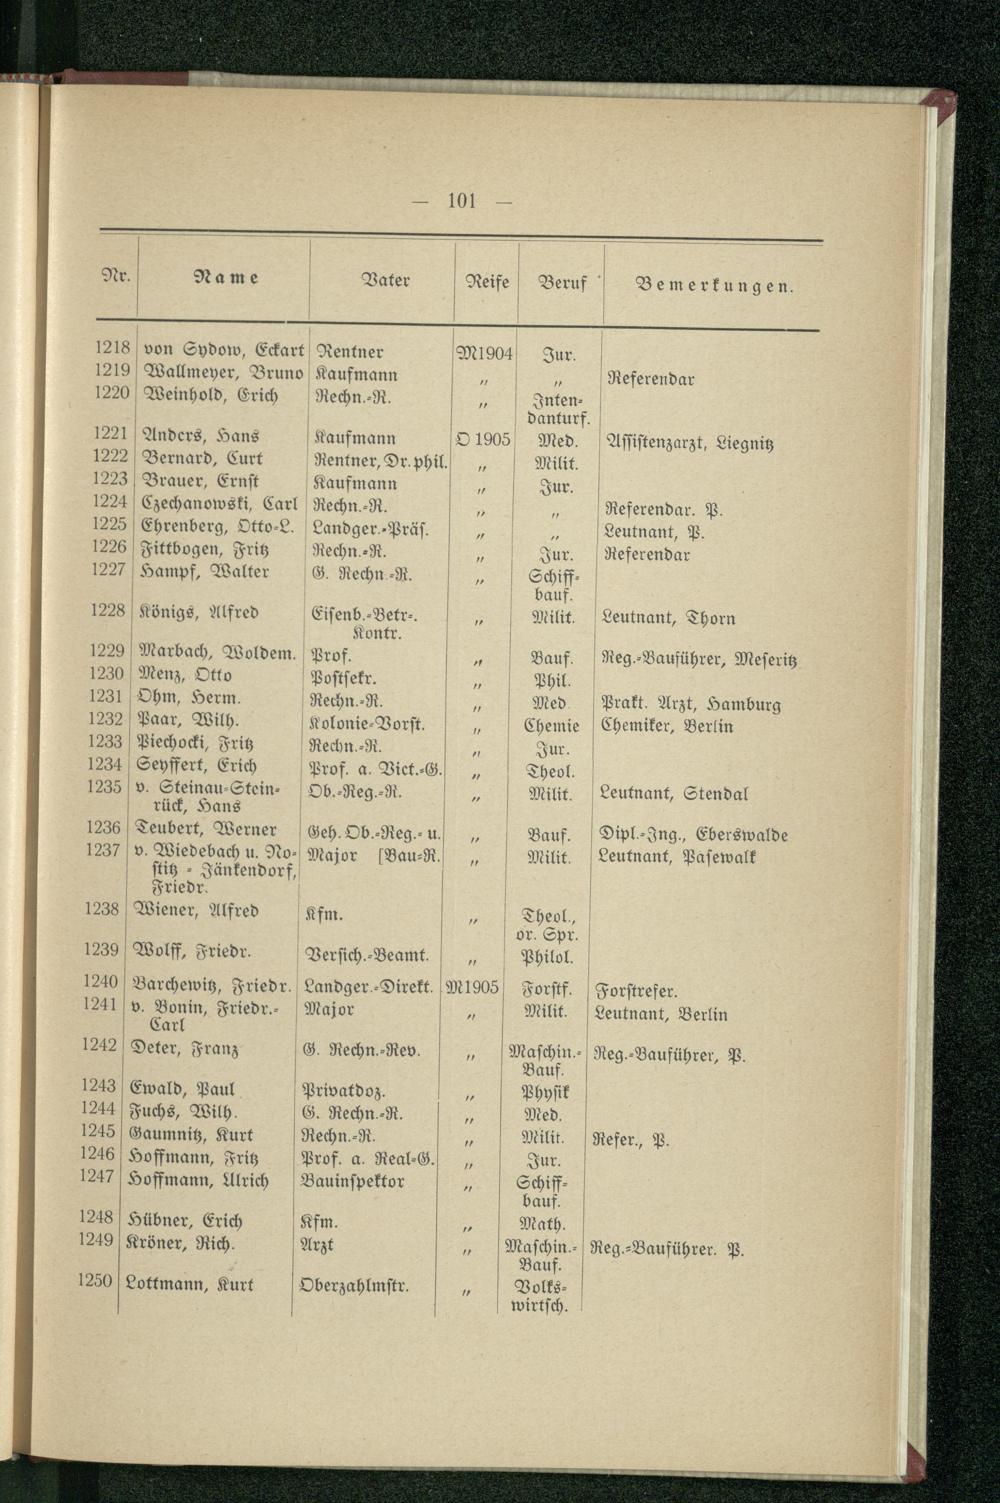 — 101 —
Nr. Name Vater Reife Beruf Bemerkungen.
1218 von Sydow, Eckart Rentner M1904 Jur.
1219 Wallmeyer, Bruno Kaufmann „ „ Referendar
1220 Weinhold, Erich Rechn.-R. „ Inten-
danturf.
1221 Anders, Hans Kaufmann O 1905 Med. Assistenzarzt, Liegnitz
1222 Bernard, Curt Rentner, Dr. phil. „ Milit.
1223 Brauer, Ernst Kaufmann „ Jur.
1224 Czechanowski, Carl Rechn.-R. „ „ Referendar. P.
1225 Ehrenberg, Otto-L. Landger.-Präs. „ „ Leutnant, P.
1226 Fittbogen, Fritz Rechn.-R. „ Jur. Referendar
1227 Hampf, Walter G. Rechn.-R. „ Schiff-
bauf.
1228 Königs, Alfred Eisenb.-Betr.- „ Milit. Leutnant, Thorn
Kontr.
1229 Marbach, Woldem. Prof. „ Bauf. Reg.-Bauführer, Meseritz
1230 Menz, Otto Postsekr. „ Phil.
1231 Ohm, Herm. Rechn.-R. „ Med. Prakt. Arzt, Hamburg
1232 Paar, Wilh. Kolonie-Vorst. „ Chemie Chemiker, Berlin
1233 Piechocki, Fritz Rechn.-R. „ Jur.
1234 Seyffert, Erich Prof. a. Vict.-G. „ Theol.
1235 v. Steinau-Stein- Ob.-Reg.-R. „ Milit. Leutnant, Stendal
rück, Hans
1236 Teubert, Werner Geh. Ob.-Reg.- u. „ Bauf. Dipl.-Ing., Eberswalde
1237 v. Wiedebach u. No- Major [Bau-R. „ Milit. Leutnant, Pasewalk
stitz - Jänkendorf,
Friedr.
1238 Wiener, Alfred Kfm. „ Theol.,
or. Spr.
1239 Wolff, Friedr. Versich.-Beamt. „ Philol.
1240 Barchewitz, Friedr. Landger.-Direkt. M1905 Forstf. Forstrefer.
1241 v. Bonin, Friedr.- Major „ Milit. Leutnant, Berlin
Carl
1242 Deter, Franz G. Rechn.-Rev. „ Maschin.- Reg.-Bauführer, P.
Bauf.
1243 Ewald, Paul Privatdoz. „ Physik
1244 Fuchs, Wilh. G. Rechn.-R. „ Med.
1245 Gaumnitz, Kurt Rechn.-R. „ Milit. Refer., P.
1246 Hoffmann, Fritz Prof. a. Real-G. „ Jur.
1247 Hoffmann, Ulrich Bauinspektor „ Schiff-
bauf.
1248 Hübner, Erich Kfm. „ Math.
1249 Kröner, Rich. Arzt „ Maschin.- Reg.-Bauführer. P.
Bauf.
1250 Lottmann, Kurt Oberzahlmstr. „ Volks-
wirtsch.